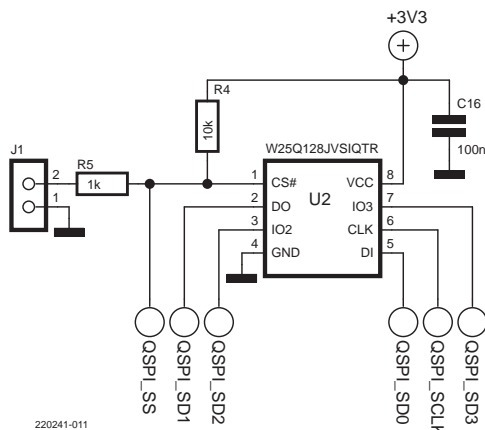 +3V3
R4
10k
C16
100n
W25Q128JVSIQTR
J1
2
1
R5
1k
U2
1 CS# VCC 8
2 DO IO3 7
3 IO2 CLK 6
4 GND DI 5
QSPI_SS
QSPI_SD1
QSPI_SD2
QSPI_SD0
QSPI_SCLK
QSPI_SD3
220241-011